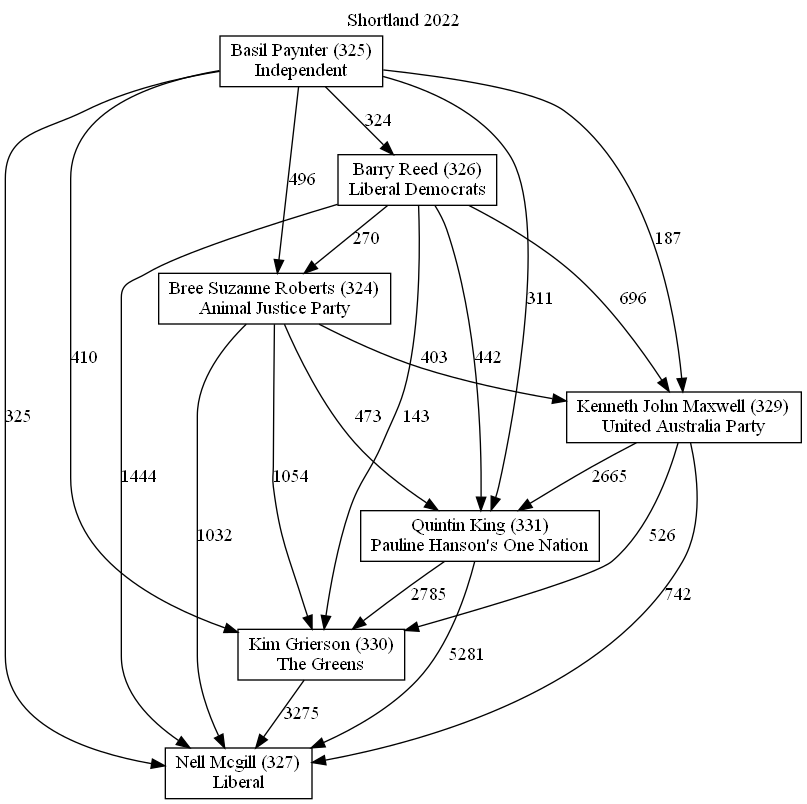 Shortland 2022
Basil Paynter (325)
Independent
324
Barry Reed (326)
Liberal Democrats
496
187
270
Bree Suzanne Roberts (324)
Animal Justice Party
311
696
410
403
442
Kenneth John Maxwell (329)
United Australia Party
325
473
143
1444
1054
2665
Quintin King (331)
Pauline Hanson's One Nation
1032
526
2785
742
Kim Grierson (330)
The Greens
5281
3275
Nell Mcgill (327)
Liberal